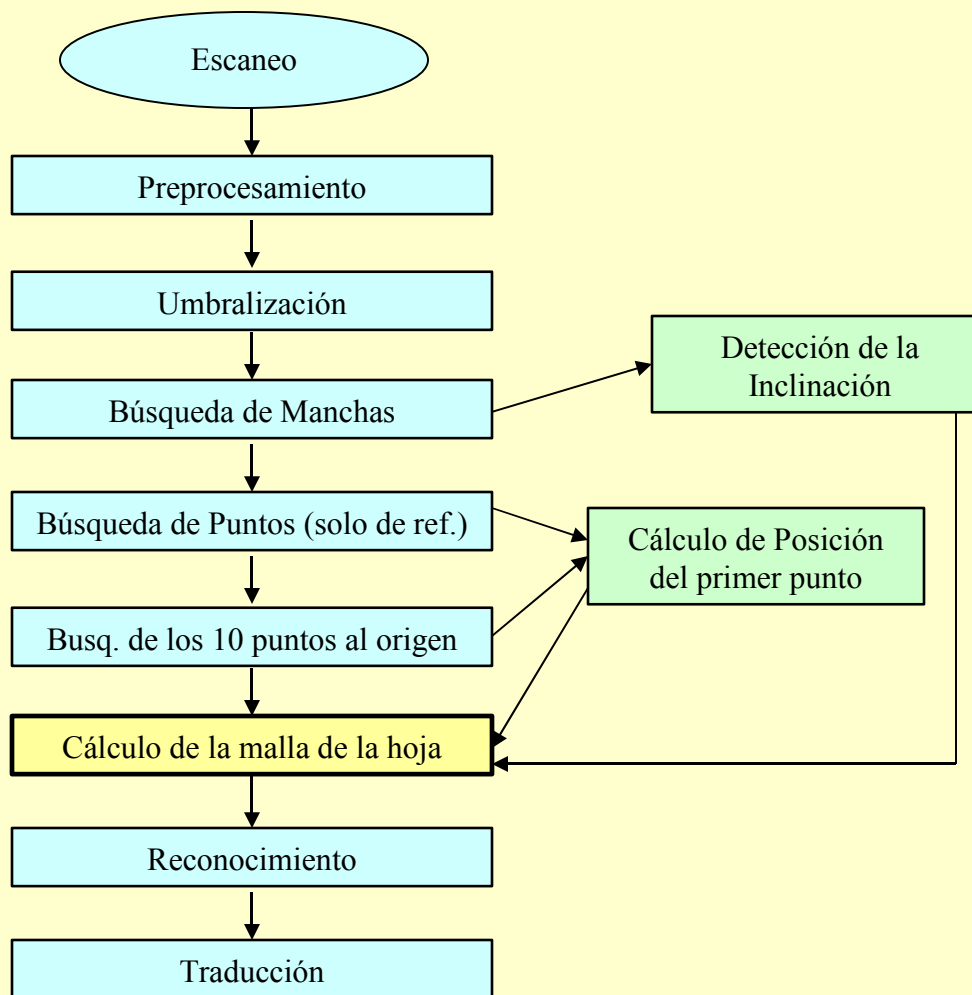 Escaneo
Preprocesamiento
Umbralización
Detección de la
Inclinación
Búsqueda de Manchas
Búsqueda de Puntos (solo de ref.)
Cálculo de Posición
del primer punto
Busq. de los 10 puntos al origen
Cálculo de la malla de la hoja
Reconocimiento
Traducción